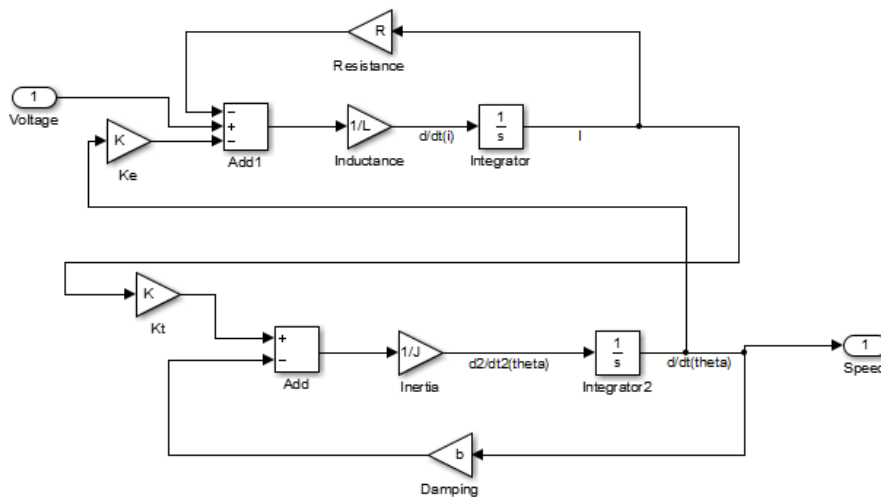 R
Resistance
1
Voltage
−
+
−
Add1
1/L
Inductance
d/dt(i)
1
s
Integrator
I
K
Ke
K
Kt
+
−
Add
1/J
Inertia
d2/dt2(theta)
1
s
Integrator2
d/dt(theta)
1
Speed
b
Damping